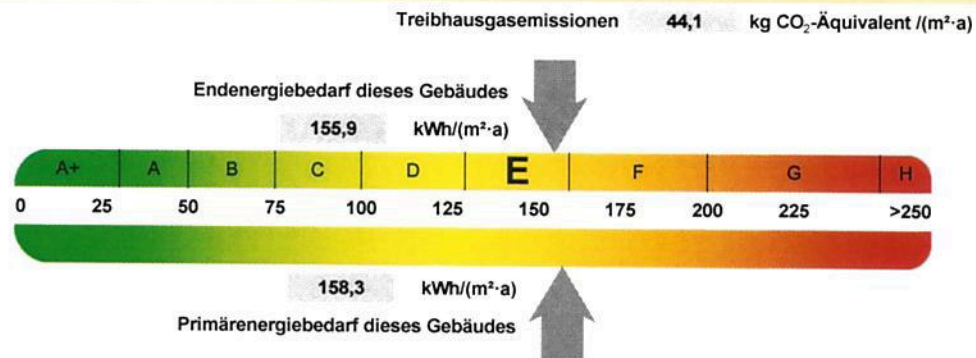 Treibhausgasemissionen 44,1 kg CO₂-Äquivalent /(m²·a)
Endenergiebedarf dieses Gebäudes
155,9 kWh/(m²·a)
A+ A B C D E F G H
0 25 50 75 100 125 150 175 200 225 >250
158,3 kWh/(m²·a)
Primärenergiebedarf dieses Gebäudes